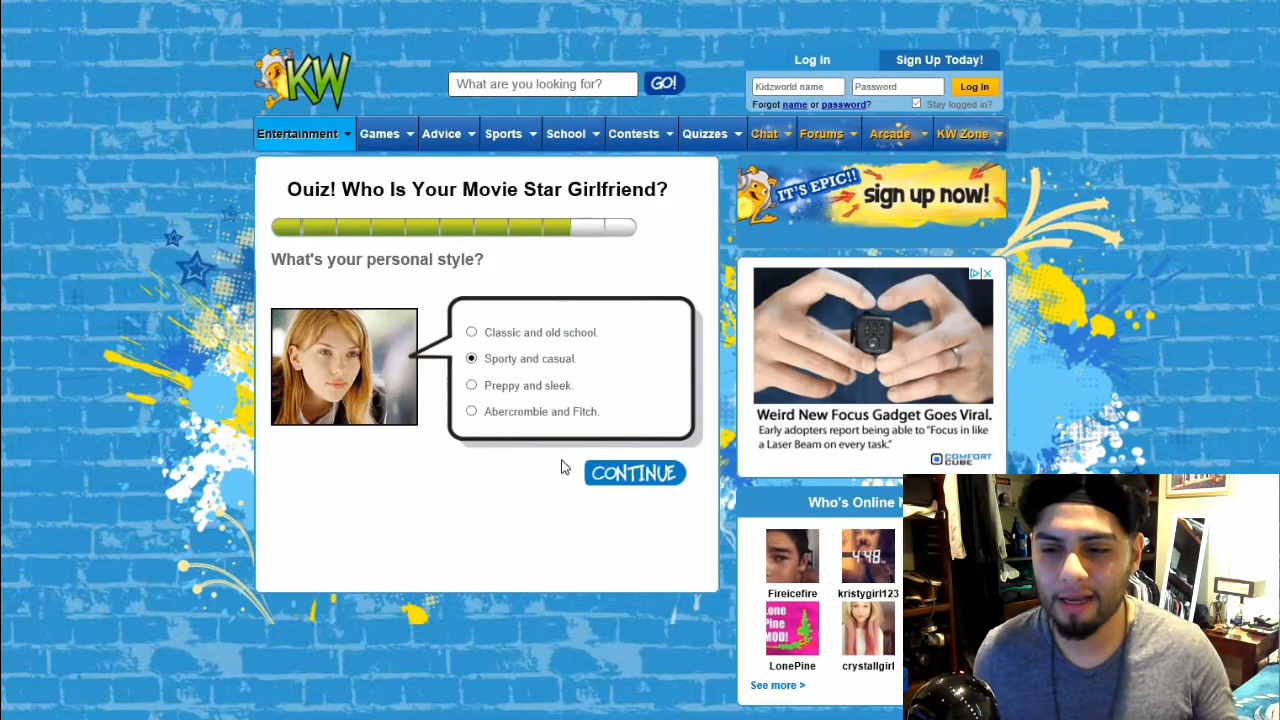 KW
What are you looking for?
GO!
Log In
Sign Up Today!
Kidzworld name
Password
Log In
Forgot name or password?
Stay logged in?
Entertainment
Games
Advice
Sports
School
Contests
Quizzes
Chat
Forums
Arcade
KW Zone
Quiz! Who Is Your Movie Star Girlfriend?
What's your personal style?
Classic and old school.
Sporty and casual.
Preppy and sleek.
Abercrombie and Fitch.
CONTINUE
IT'S EPIC!!
sign up now!
Weird New Focus Gadget Goes Viral.
Early adopters report being able to “Focus in like
a Laser Beam on every task.”
COMFORT
CUBE
Who's Online N
4:48
Fireicefire
kristygirl123
Lone
Pine
MOD!
LonePine
crystallgirl
See more >